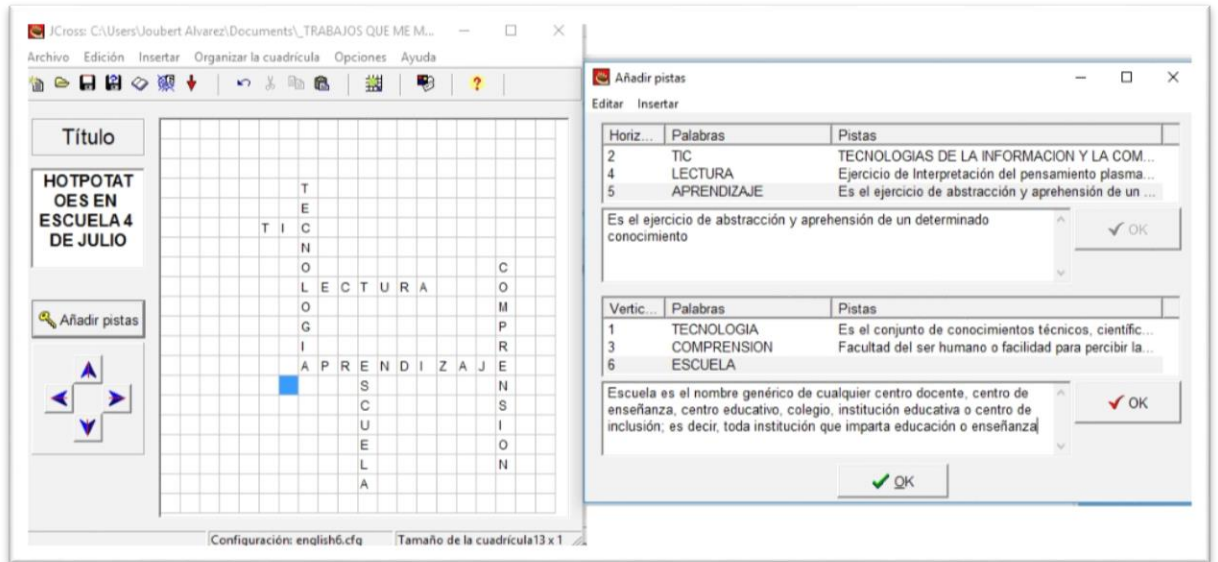 JCross: C:\Users\Joubert Alvarez\Documents\_TRABAJOS QUE ME M...
Archivo Edición Insertar Organizar la cuadrícula Opciones Ayuda
Título
HOTPOTAT
OES EN
ESCUELA 4
DE JULIO
Añadir pistas
T
E
T I C
N
O C
L E C T U R A O
O M
G P
I R
A P R E N D I Z A J E
S N
C S
U I
E O
L N
A
Configuración: english6.cfg Tamaño de la cuadrícula13 x 1
Añadir pistas
Editar Insertar
Horiz... Palabras Pistas
2 TIC TECNOLOGIAS DE LA INFORMACION Y LA COM...
4 LECTURA Ejercicio de Interpretación del pensamiento plasma...
5 APRENDIZAJE Es el ejercicio de abstracción y aprehensión de un ...
Es el ejercicio de abstracción y aprehensión de un determinado
conocimiento
OK
Vertic... Palabras Pistas
1 TECNOLOGIA Es el conjunto de conocimientos técnicos, científic...
3 COMPRENSION Facultad del ser humano o facilidad para percibir la...
6 ESCUELA
Escuela es el nombre genérico de cualquier centro docente, centro de
enseñanza, centro educativo, colegio, institución educativa o centro de
inclusión; es decir, toda institución que imparta educación o enseñanza
OK
OK